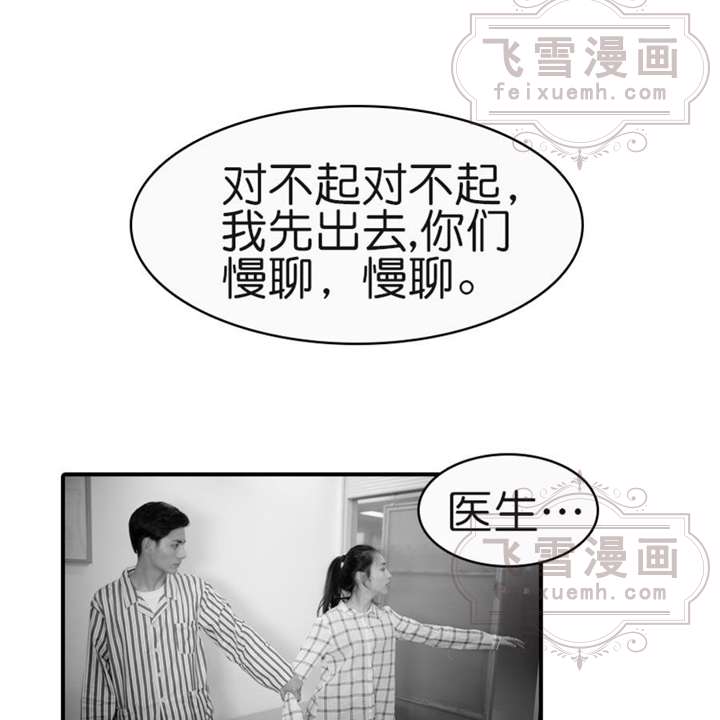 飞雪漫画
feixuemh.com
对不起对不起，
我先出去,你们
慢聊，慢聊。
医生…
飞雪漫画
feixuemh.com